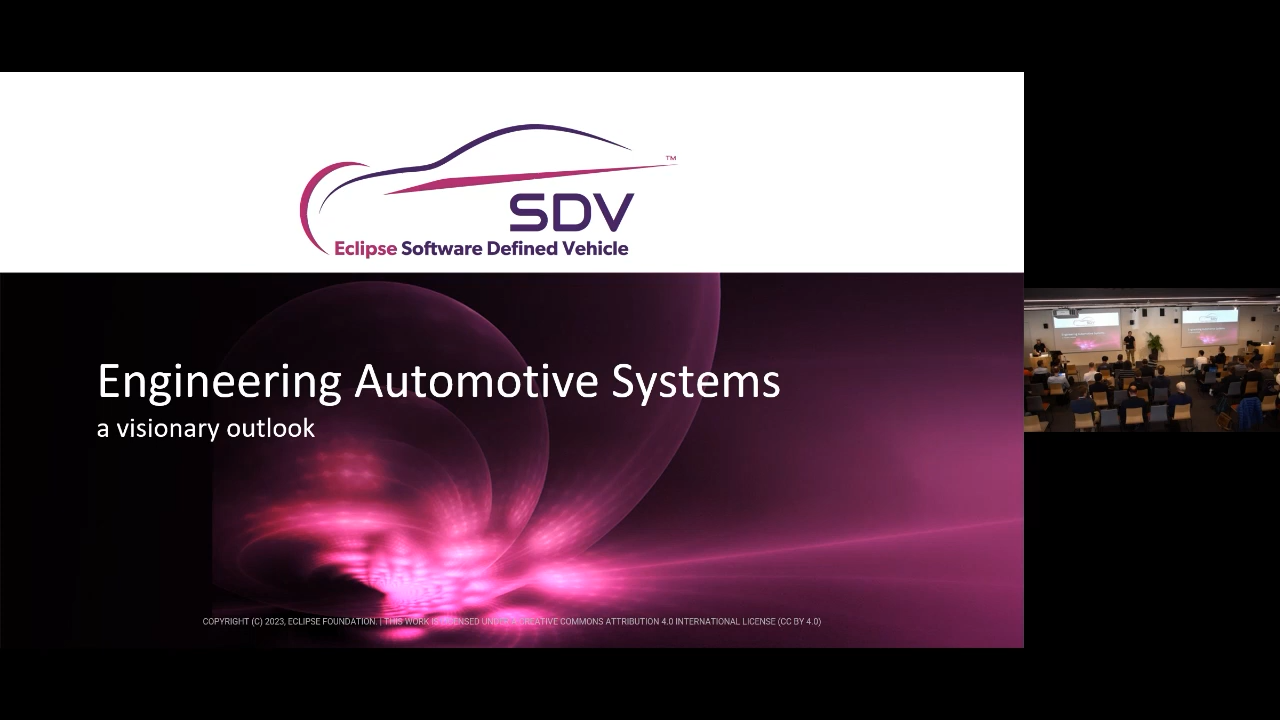 TM
SDV
Eclipse Software Defined Vehicle
Engineering Automotive Systems
a visionary outlook
COPYRIGHT (C) 2023, ECLIPSE FOUNDATION. | THIS WORK IS LICENSED UNDER A CREATIVE COMMONS ATTRIBUTION 4.0 INTERNATIONAL LICENSE (CC BY 4.0)